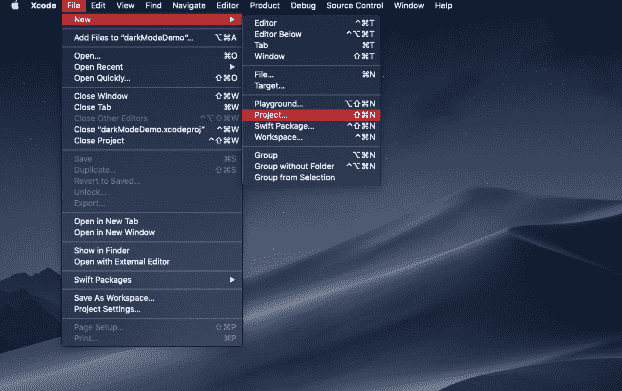 Xcode File Edit View Find Navigate Editor Product Debug Source Control Window Help
New
Add Files to “darkModeDemo”... ⌥⌘A
Open... ⌘O
Open Recent
Open Quickly... ⇧⌘O
Close Window ⇧⌘W
Close Tab ⌘W
Close Other Editors ⌥⌘W
Close “darkModeDemo.xcodeproj” ^⌘W
Close Project ^⇧⌘W
Save ⌘S
Duplicate... ⇧⌘S
Revert to Saved...
Unlock...
Export...
Open in New Tab
Open in New Window
Show in Finder
Open with External Editor
Swift Packages
Save As Workspace...
Project Settings...
Page Setup... ⇧⌘P
Print... ⌘P
Editor ^⌘T
Editor Below ^⌥⌘T
Tab ⌘T
Window ⇧⌘T
File... ⌘N
Target...
Playground... ⌥⇧⌘N
Project... ⇧⌘N
Swift Package... ^⇧⌘N
Workspace... ^⌘N
Group ⌥⌘N
Group without Folder ^⌥⌘N
Group from Selection